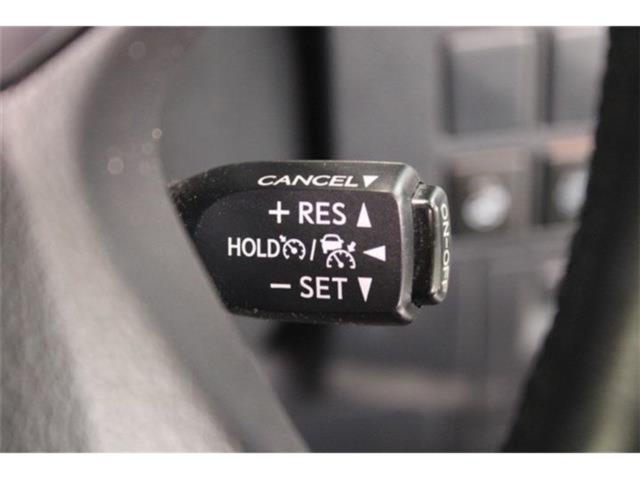 CANCEL▼
+ RES ▲
HOLD / ◀
− SET ▼
ON-OFF